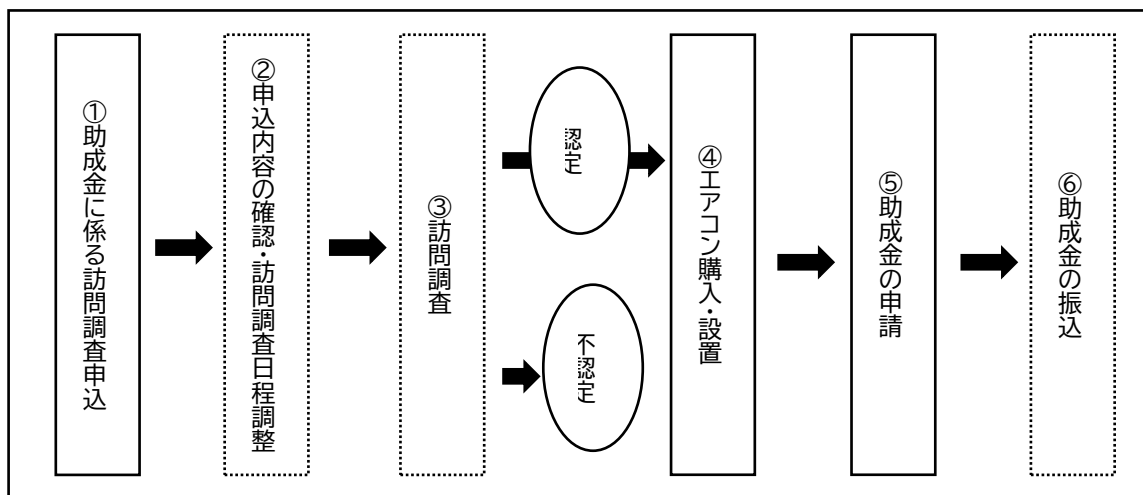 ①助成金に係る訪問調査申込
②申込内容の確認・訪問調査日程調整
③訪問調査
認定
不認定
④エアコン購入・設置
⑤助成金の申請
⑥助成金の振込